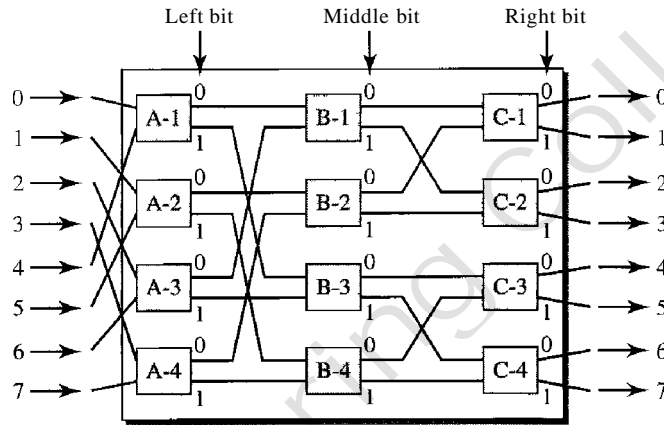 Left bit Middle bit Right bit
0 0 0 0
0 A-1 B-1 C-1 0
1 1 1 1
1 0 0 0
A-2 B-2 C-2 2
2 1 1 1 3
3 0 0 0
4 A-3 B-3 C-3 4
5 1 1 1 5
6 0 0 0
A-4 B-4 C-4 6
7 1 1 1 7
ring Coll